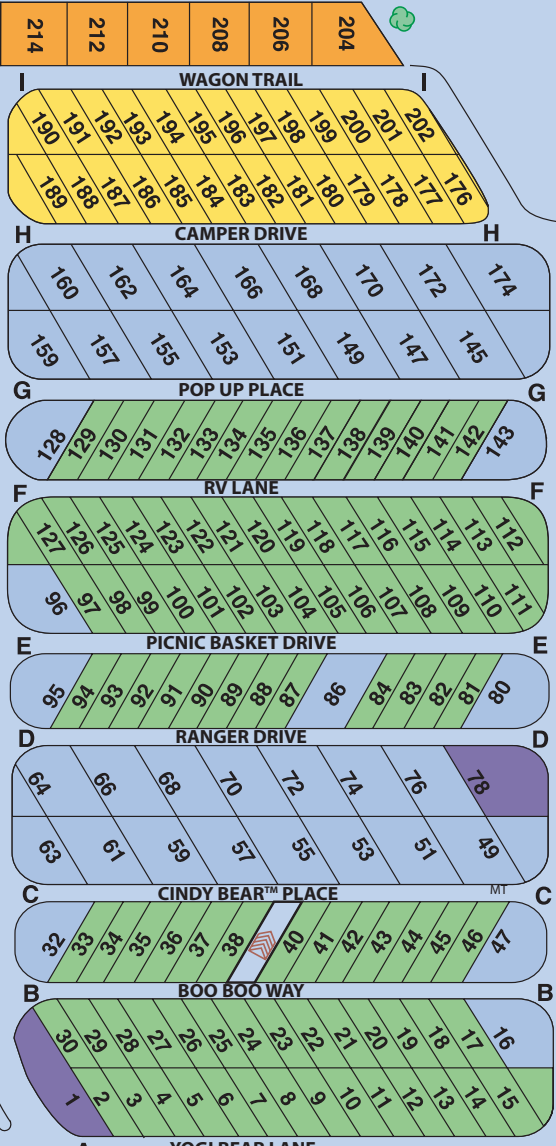 214 212 210 208 206 204
I WAGON TRAIL I
190 191 192 193 194 195 196 197 198 199 200 201 202
189 188 187 186 185 184 183 182 181 180 179 178 177 176
H CAMPER DRIVE H
160 162 164 166 168 170 172 174
159 157 155 153 151 149 147 145
G POP UP PLACE G
128 129 130 131 132 133 134 135 136 137 138 139 140 141 142 143
F RV LANE F
127 126 125 124 123 122 121 120 119 118 117 116 115 114 113 112
96 97 98 99 100 101 102 103 104 105 106 107 108 109 110 111
E PICNIC BASKET DRIVE E
95 94 93 92 91 90 89 88 87 86 84 83 82 81 80
D RANGER DRIVE D
64 66 68 70 72 74 76 78
63 61 59 57 55 53 51 49
C CINDY BEAR™ PLACE MT C
32 33 34 35 36 37 38 40 41 42 43 44 45 46 47
B BOO BOO WAY B
30 29 28 27 26 25 24 23 22 21 20 19 18 17 16
1 2 3 4 5 6 7 8 9 10 11 12 13 14 15
A YOGI BEAR LANE